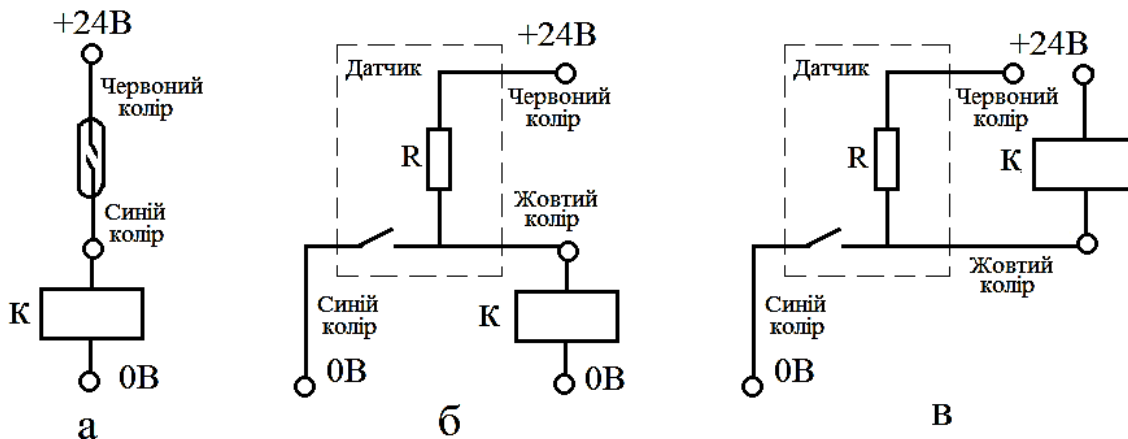 +24В
Червоний
колір
Синій
колір
К
0В
а
Датчик
+24В
Червоний
колір
R
Жовтий
колір
Синій
колір
К
0В
0В
б
Датчик
+24В
Червоний
колір
R
К
Жовтий
колір
Синій
колір
0В
в